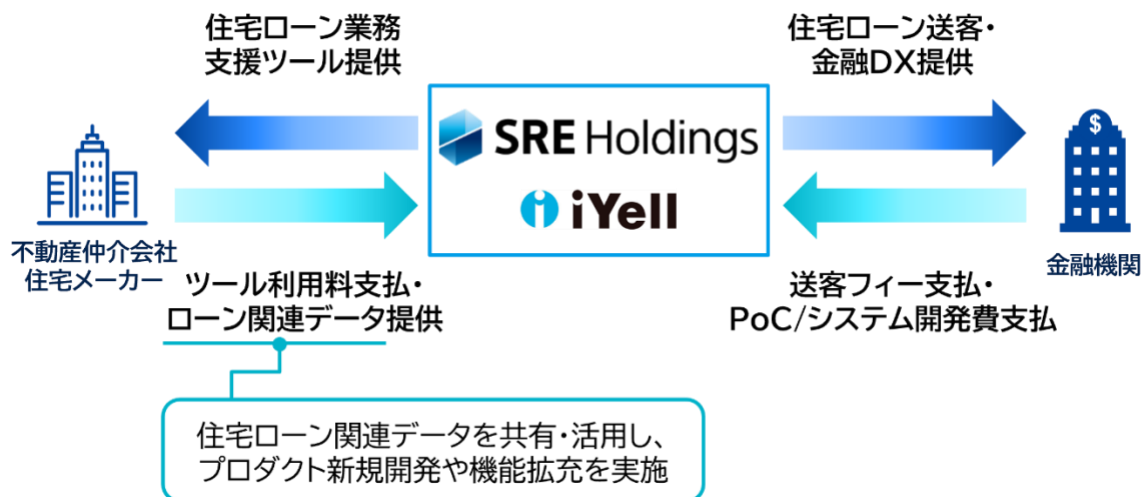 住宅ローン業務
支援ツール提供
住宅ローン送客・
金融DX提供
SRE Holdings
iYell
$
不動産仲介会社
住宅メーカー
金融機関
ツール利用料支払・
ローン関連データ提供
送客フィー支払・
PoC/システム開発費支払
住宅ローン関連データを共有・活用し、
プロダクト新規開発や機能拡充を実施